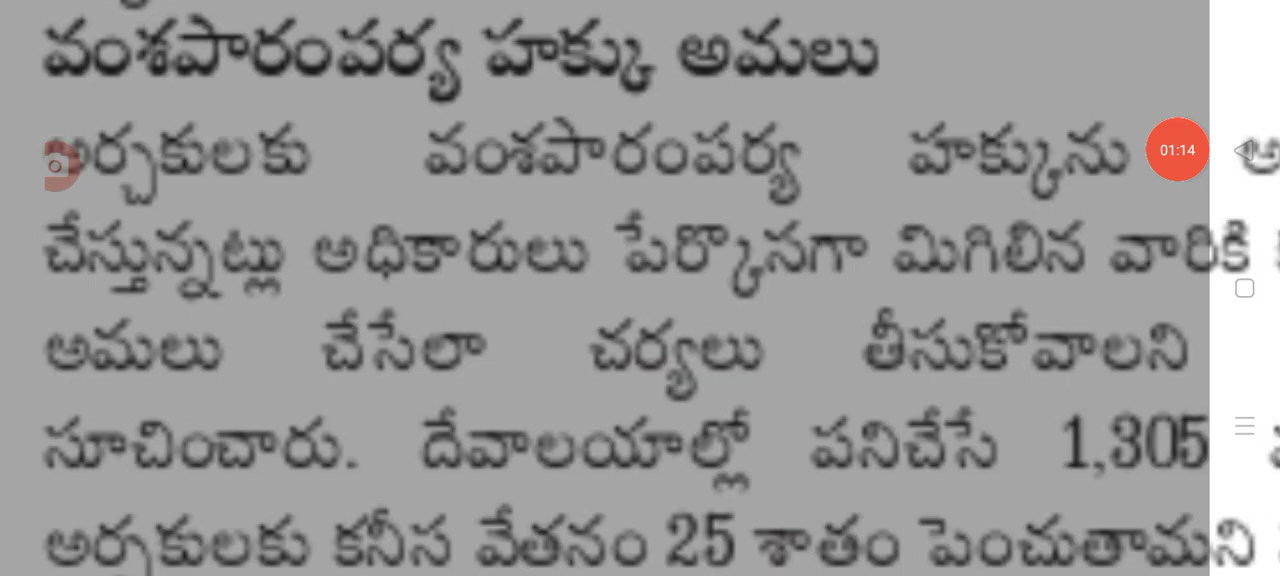 వంశపారంపర్య హక్కు అమలు
అర్చకులకు వంశపారంపర్య హక్కును
01:14
చేస్తున్నట్లు అధికారులు పేర్కొనగా మిగిలిన వారికి
అమలు చేసేలా చర్యలు తీసుకోవాలని
సూచించారు. దేవాలయాల్లో పనిచేసే 1,305
అర్చకులకు కనీస వేతనం 25 శాతం పెంచుతామని